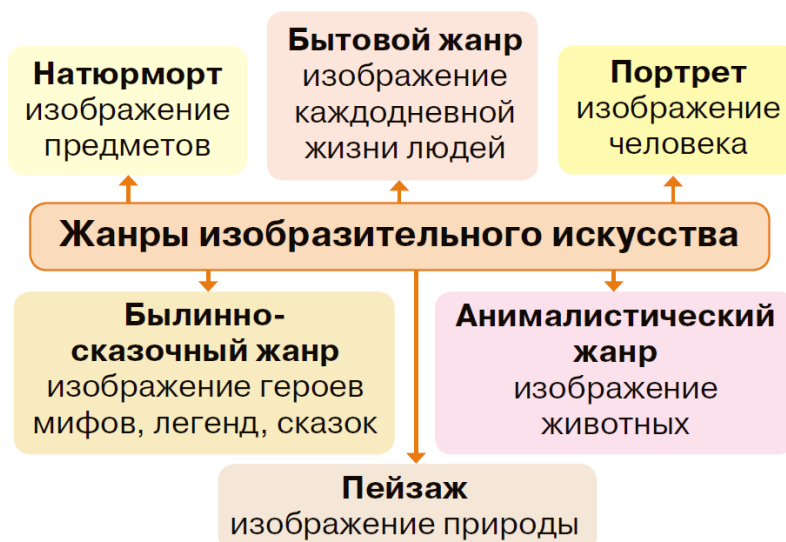 Натюрморт
изображение
предметов
Бытовой жанр
изображение
каждодневной
жизни людей
Портрет
изображение
человека
Жанры изобразительного искусства
Былинно-
сказочный жанр
изображение героев
мифов, легенд, сказок
Анималистический
жанр
изображение
животных
Пейзаж
изображение природы